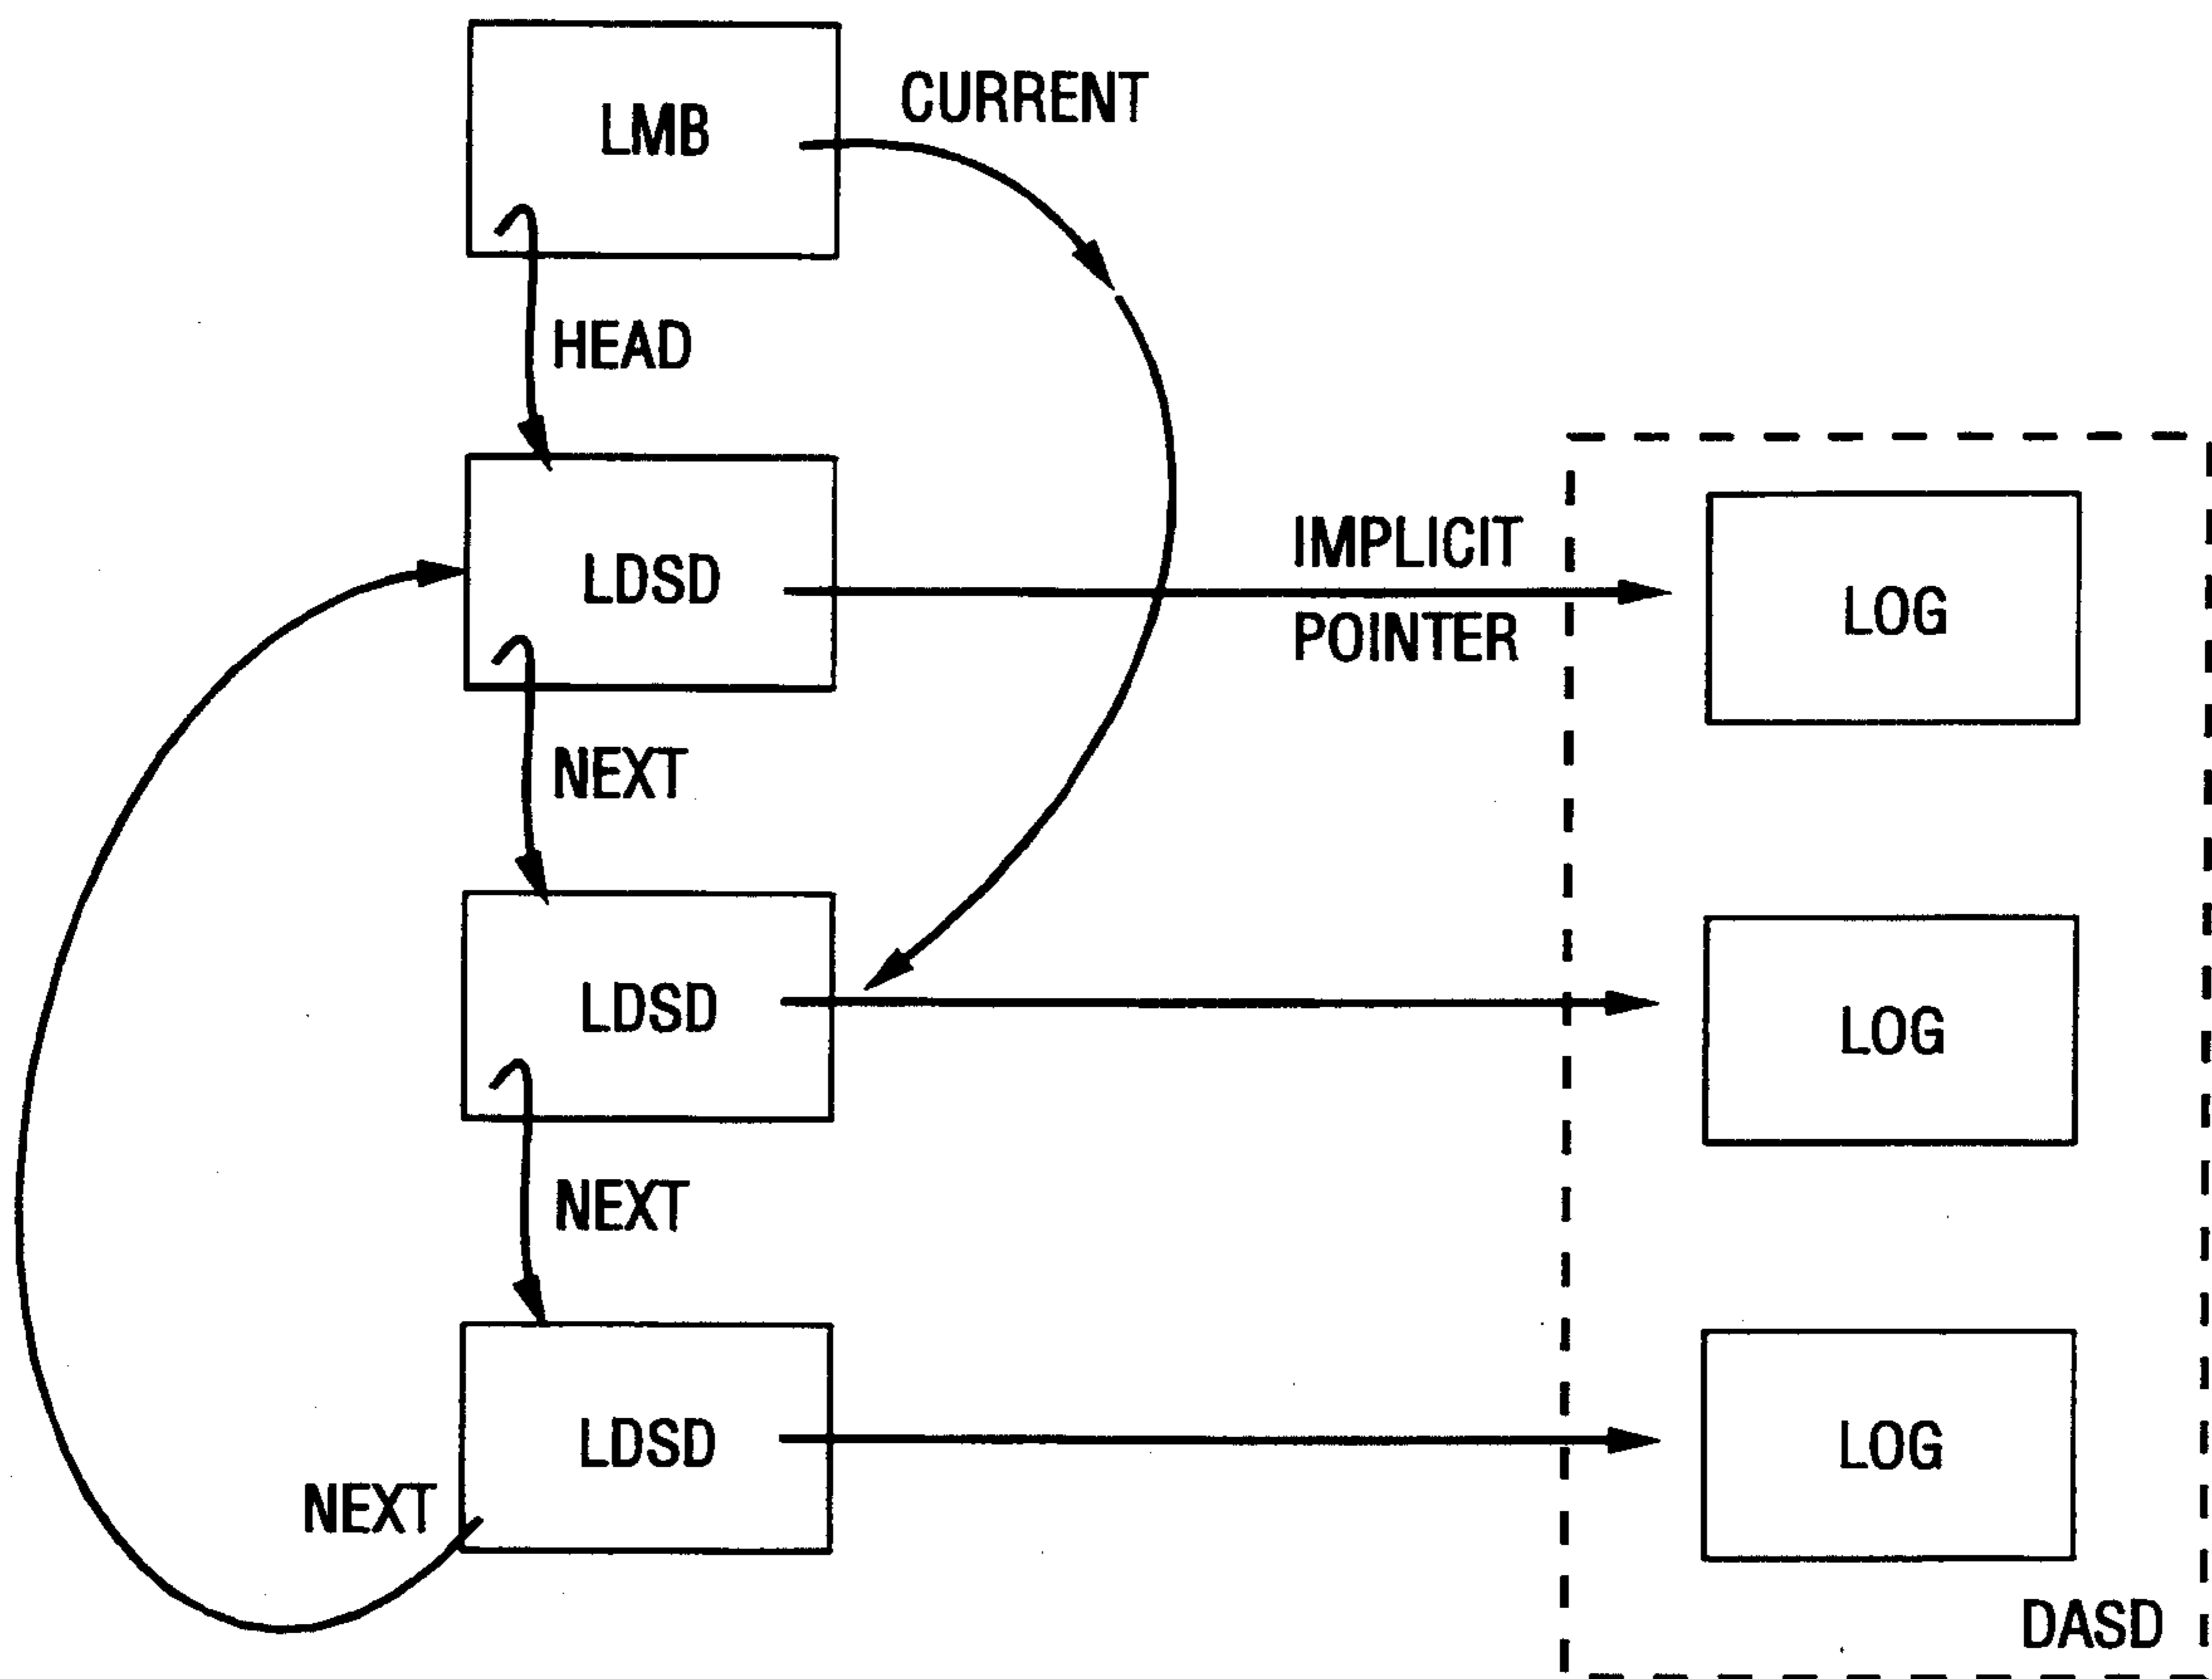 LMB
CURRENT
HEAD
LDSD
IMPLICIT
POINTER
LOG
NEXT
LDSD
LOG
NEXT
LDSD
LOG
NEXT
DASD